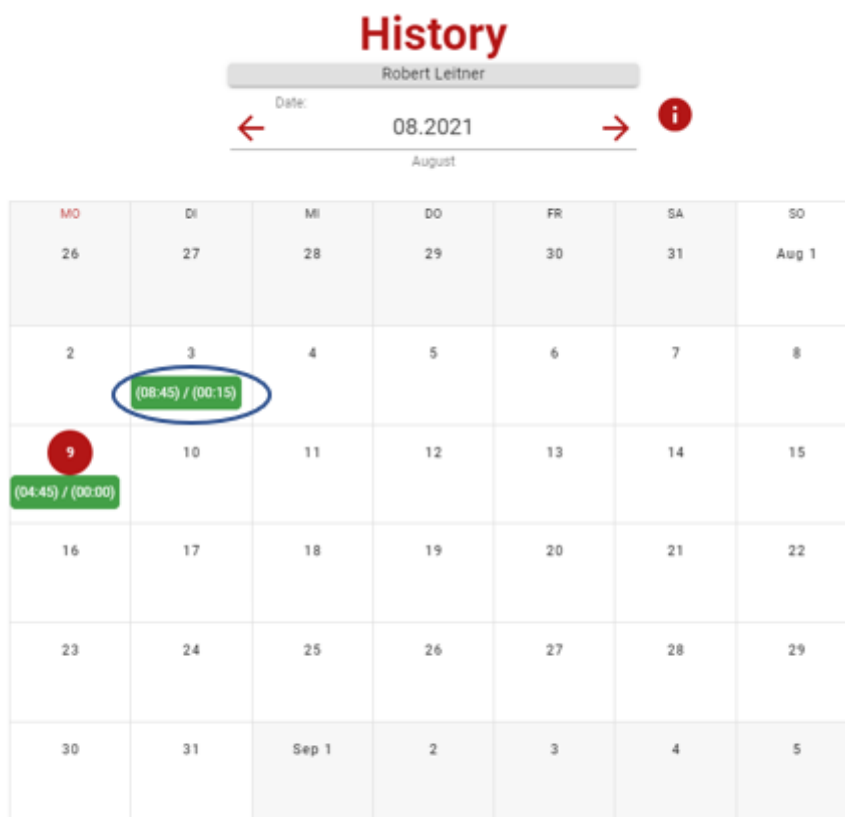 History
Robert Leitner
Date:
08.2021
August
MO DI MI DO FR SA SO
26 27 28 29 30 31 Aug 1
2 3 4 5 6 7 8
(08:45) / (00:15)
9 10 11 12 13 14 15
(04:45) / (00:00)
16 17 18 19 20 21 22
23 24 25 26 27 28 29
30 31 Sep 1 2 3 4 5